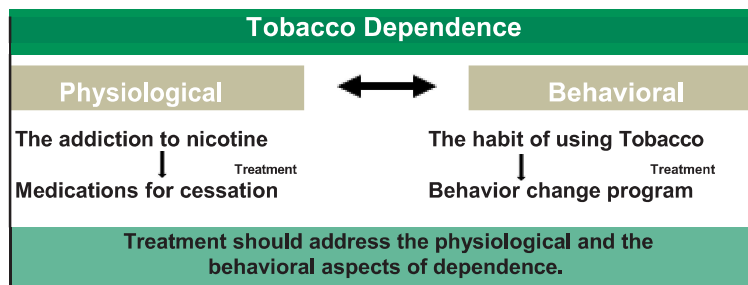 Tobacco Dependence
Physiological
Behavioral
The addiction to nicotine
The habit of using Tobacco
Treatment
Treatment
Medications for cessation
Behavior change program
Treatment should address the physiological and the
behavioral aspects of dependence.